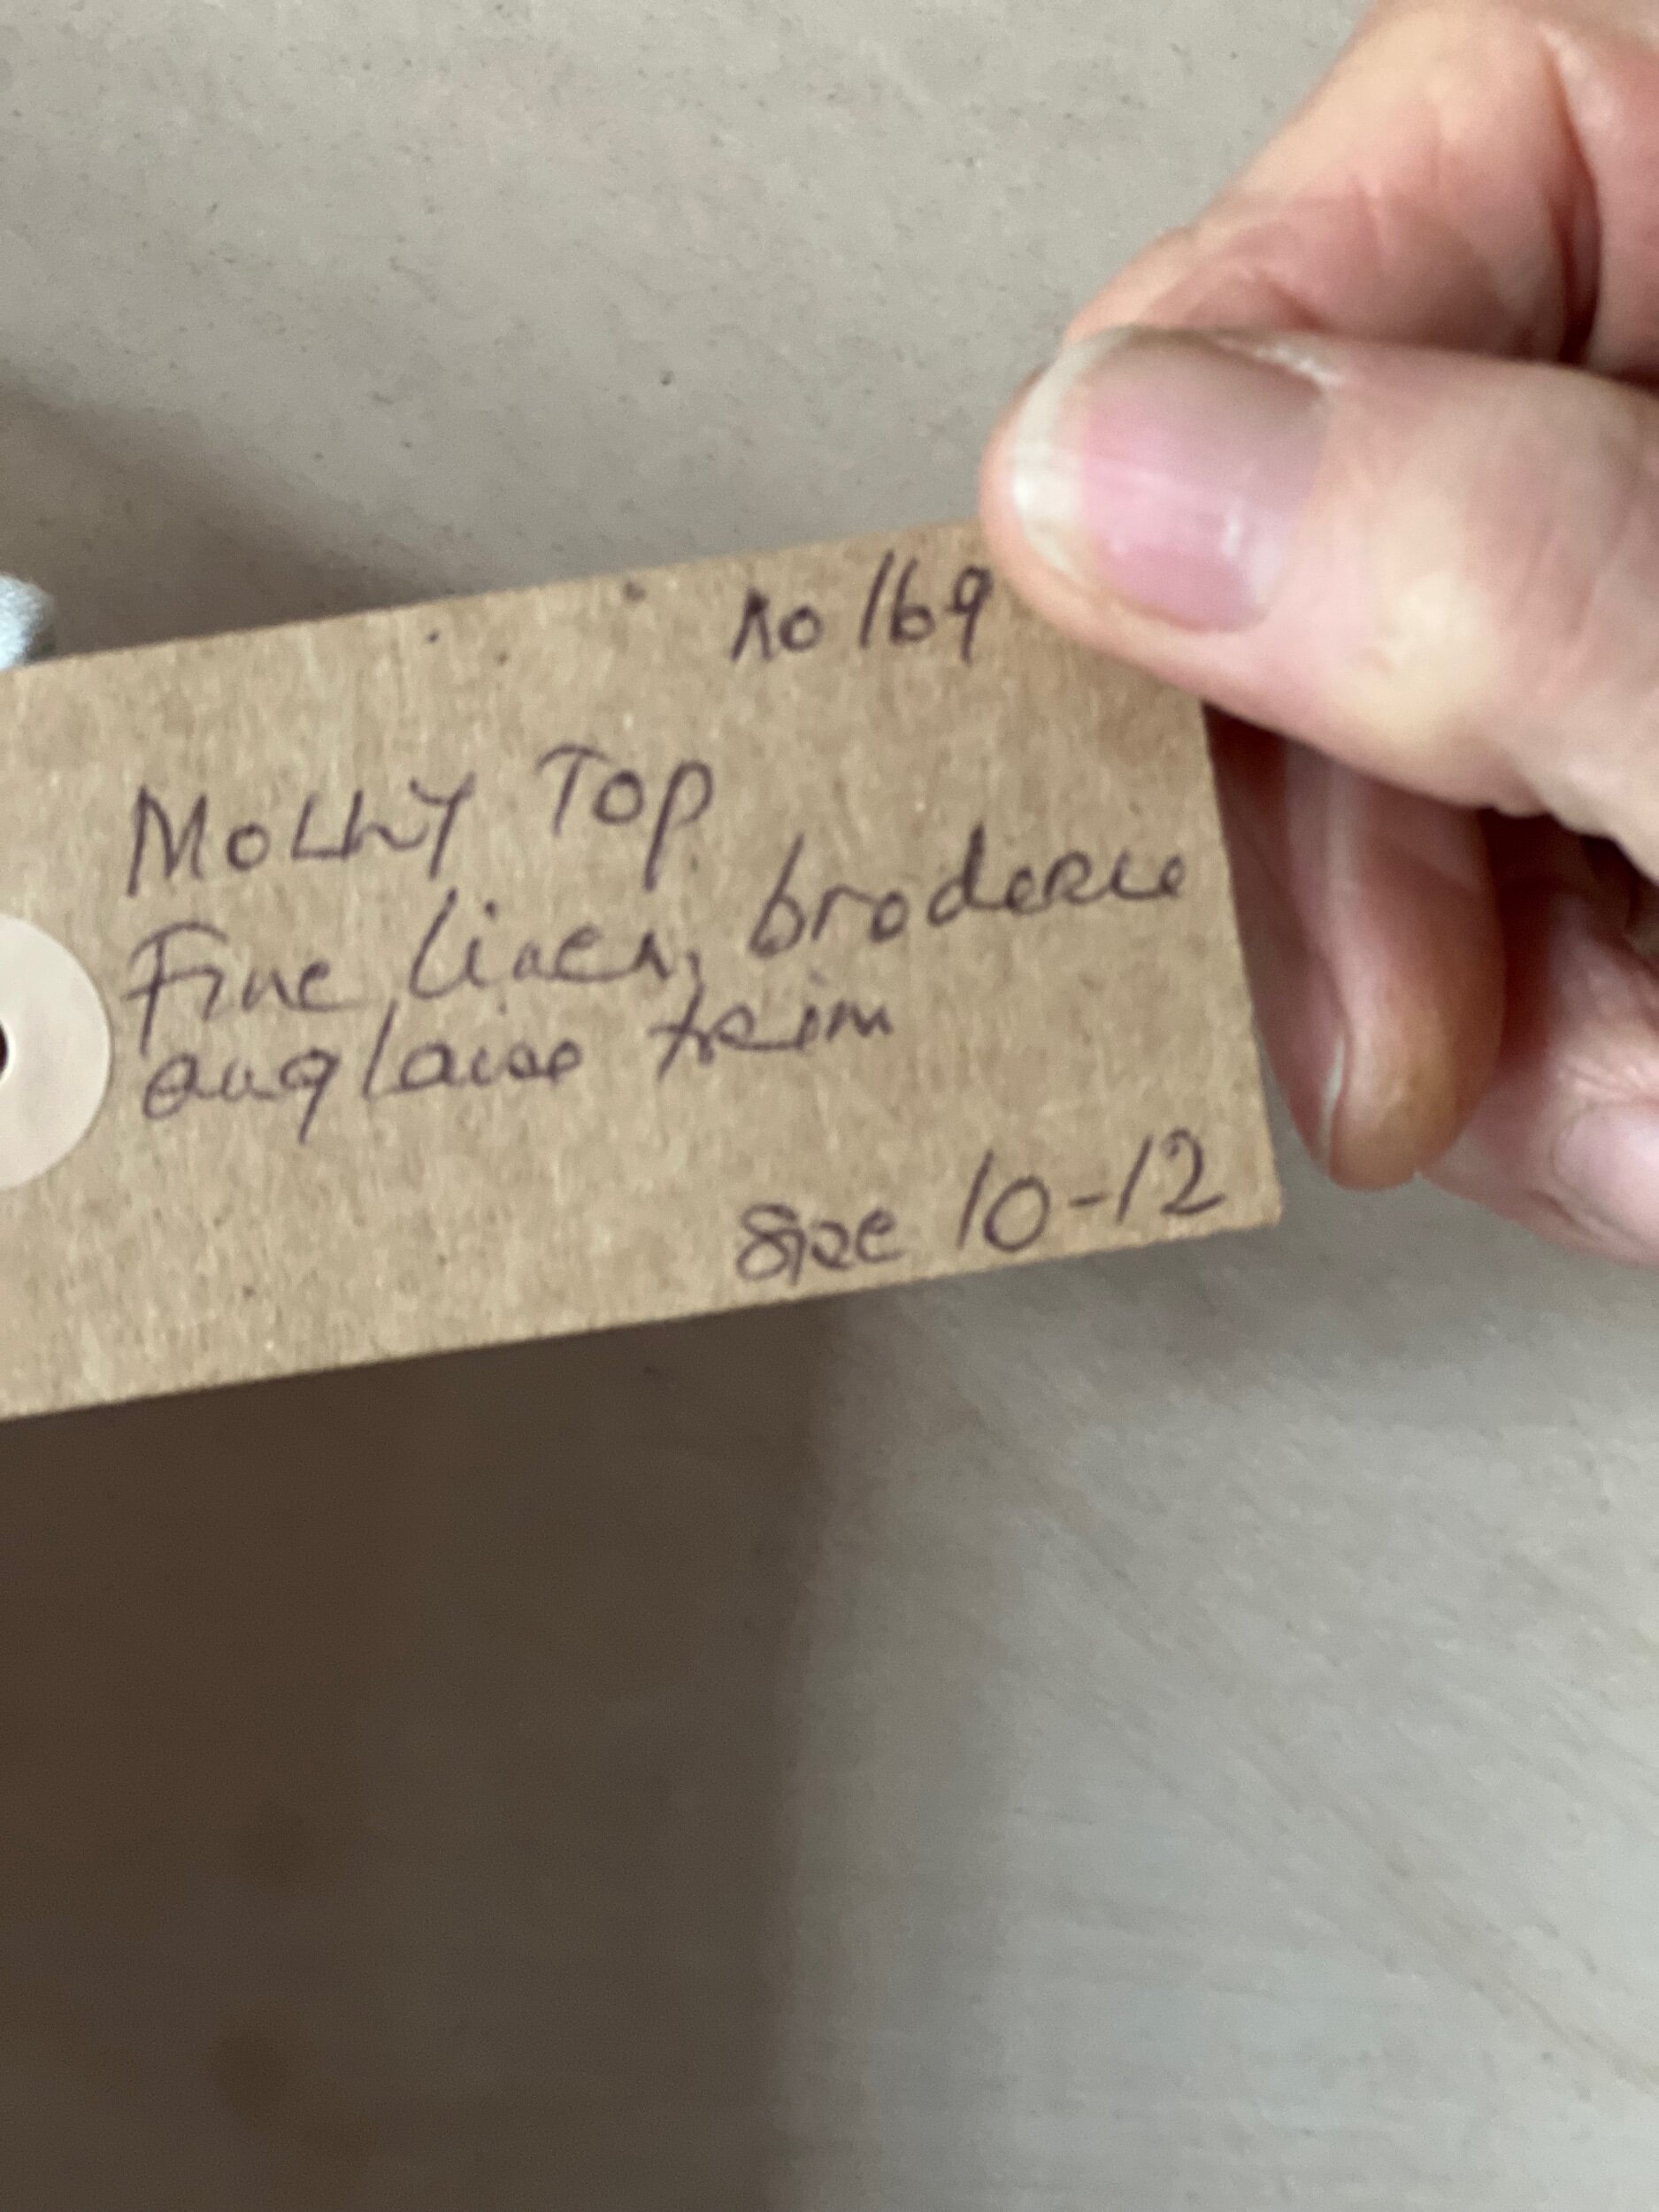 no 169
MOLLY TOP
Fine linen, broderie
anglaise trim
Size 10-12